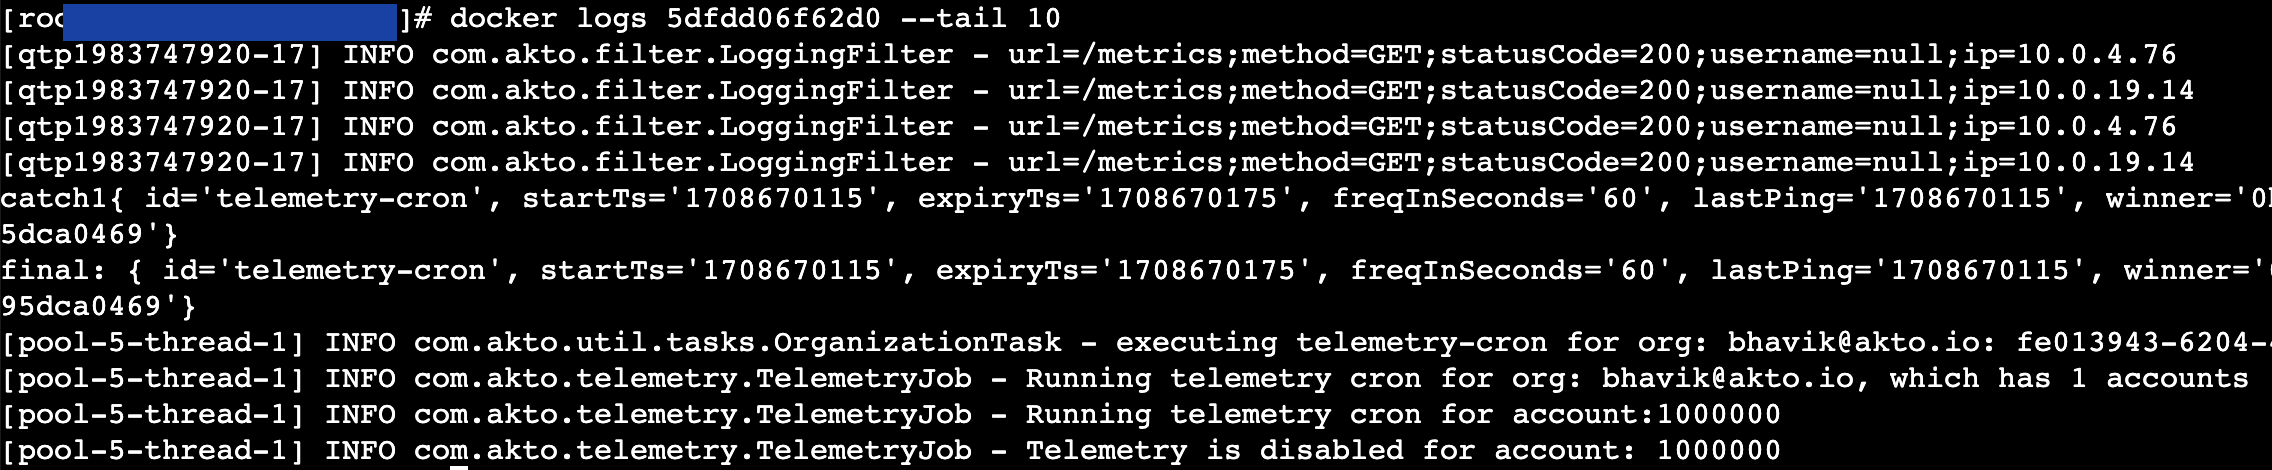 [roo ]# docker logs 5dfdd06f62d0 --tail 10
[qtp1983747920-17] INFO com.akto.filter.LoggingFilter - url=/metrics;method=GET;statusCode=200;username=null;ip=10.0.4.76
[qtp1983747920-17] INFO com.akto.filter.LoggingFilter - url=/metrics;method=GET;statusCode=200;username=null;ip=10.0.19.14
[qtp1983747920-17] INFO com.akto.filter.LoggingFilter - url=/metrics;method=GET;statusCode=200;username=null;ip=10.0.4.76
[qtp1983747920-17] INFO com.akto.filter.LoggingFilter - url=/metrics;method=GET;statusCode=200;username=null;ip=10.0.19.14
catch1{ id='telemetry-cron', startTs='1708670115', expiryTs='1708670175', freqInSeconds='60', lastPing='1708670115', winner='0
5dca0469'}
final: { id='telemetry-cron', startTs='1708670115', expiryTs='1708670175', freqInSeconds='60', lastPing='1708670115', winner='
95dca0469'}
[pool-5-thread-1] INFO com.akto.util.tasks.OrganizationTask - executing telemetry-cron for org: bhavik@akto.io: fe013943-6204-
[pool-5-thread-1] INFO com.akto.telemetry.TelemetryJob - Running telemetry cron for org: bhavik@akto.io, which has 1 accounts
[pool-5-thread-1] INFO com.akto.telemetry.TelemetryJob - Running telemetry cron for account:1000000
[pool-5-thread-1] INFO com.akto.telemetry.TelemetryJob - Telemetry is disabled for account: 1000000